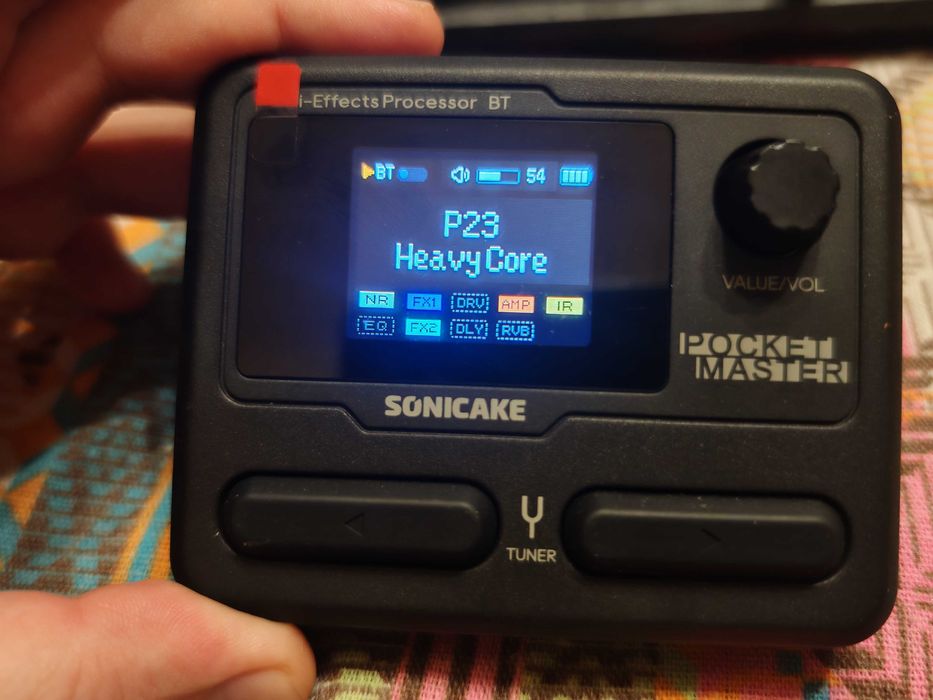 i-Effects Processor BT
BT 54
P23
Heavy Core
NR FX1 DRV AMP IR
EQ FX2 DLY RVB
VALUE/VOL
POCKET
MASTER
SONICAKE
TUNER